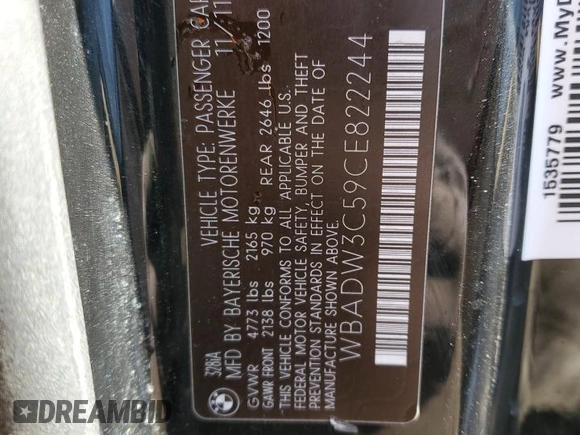 328iA
VEHICLE TYPE: PASSENGER CAR
MFD BY BAYERISCHE MOTORENWERKE 11/11
GVWR 4773 lbs 2165 kg
GAWR FRONT 2138 lbs 970 kg REAR 2646 lbs 1200
THIS VEHICLE CONFORMS TO ALL APPLICABLE U.S.
FEDERAL MOTOR VEHICLE SAFETY, BUMPER AND THEFT
PREVENTION STANDARDS IN EFFECT ON THE DATE OF
MANUFACTURE SHOWN ABOVE.
WBADW3C59CE822244
1535779 www.MyD
DREAMBID